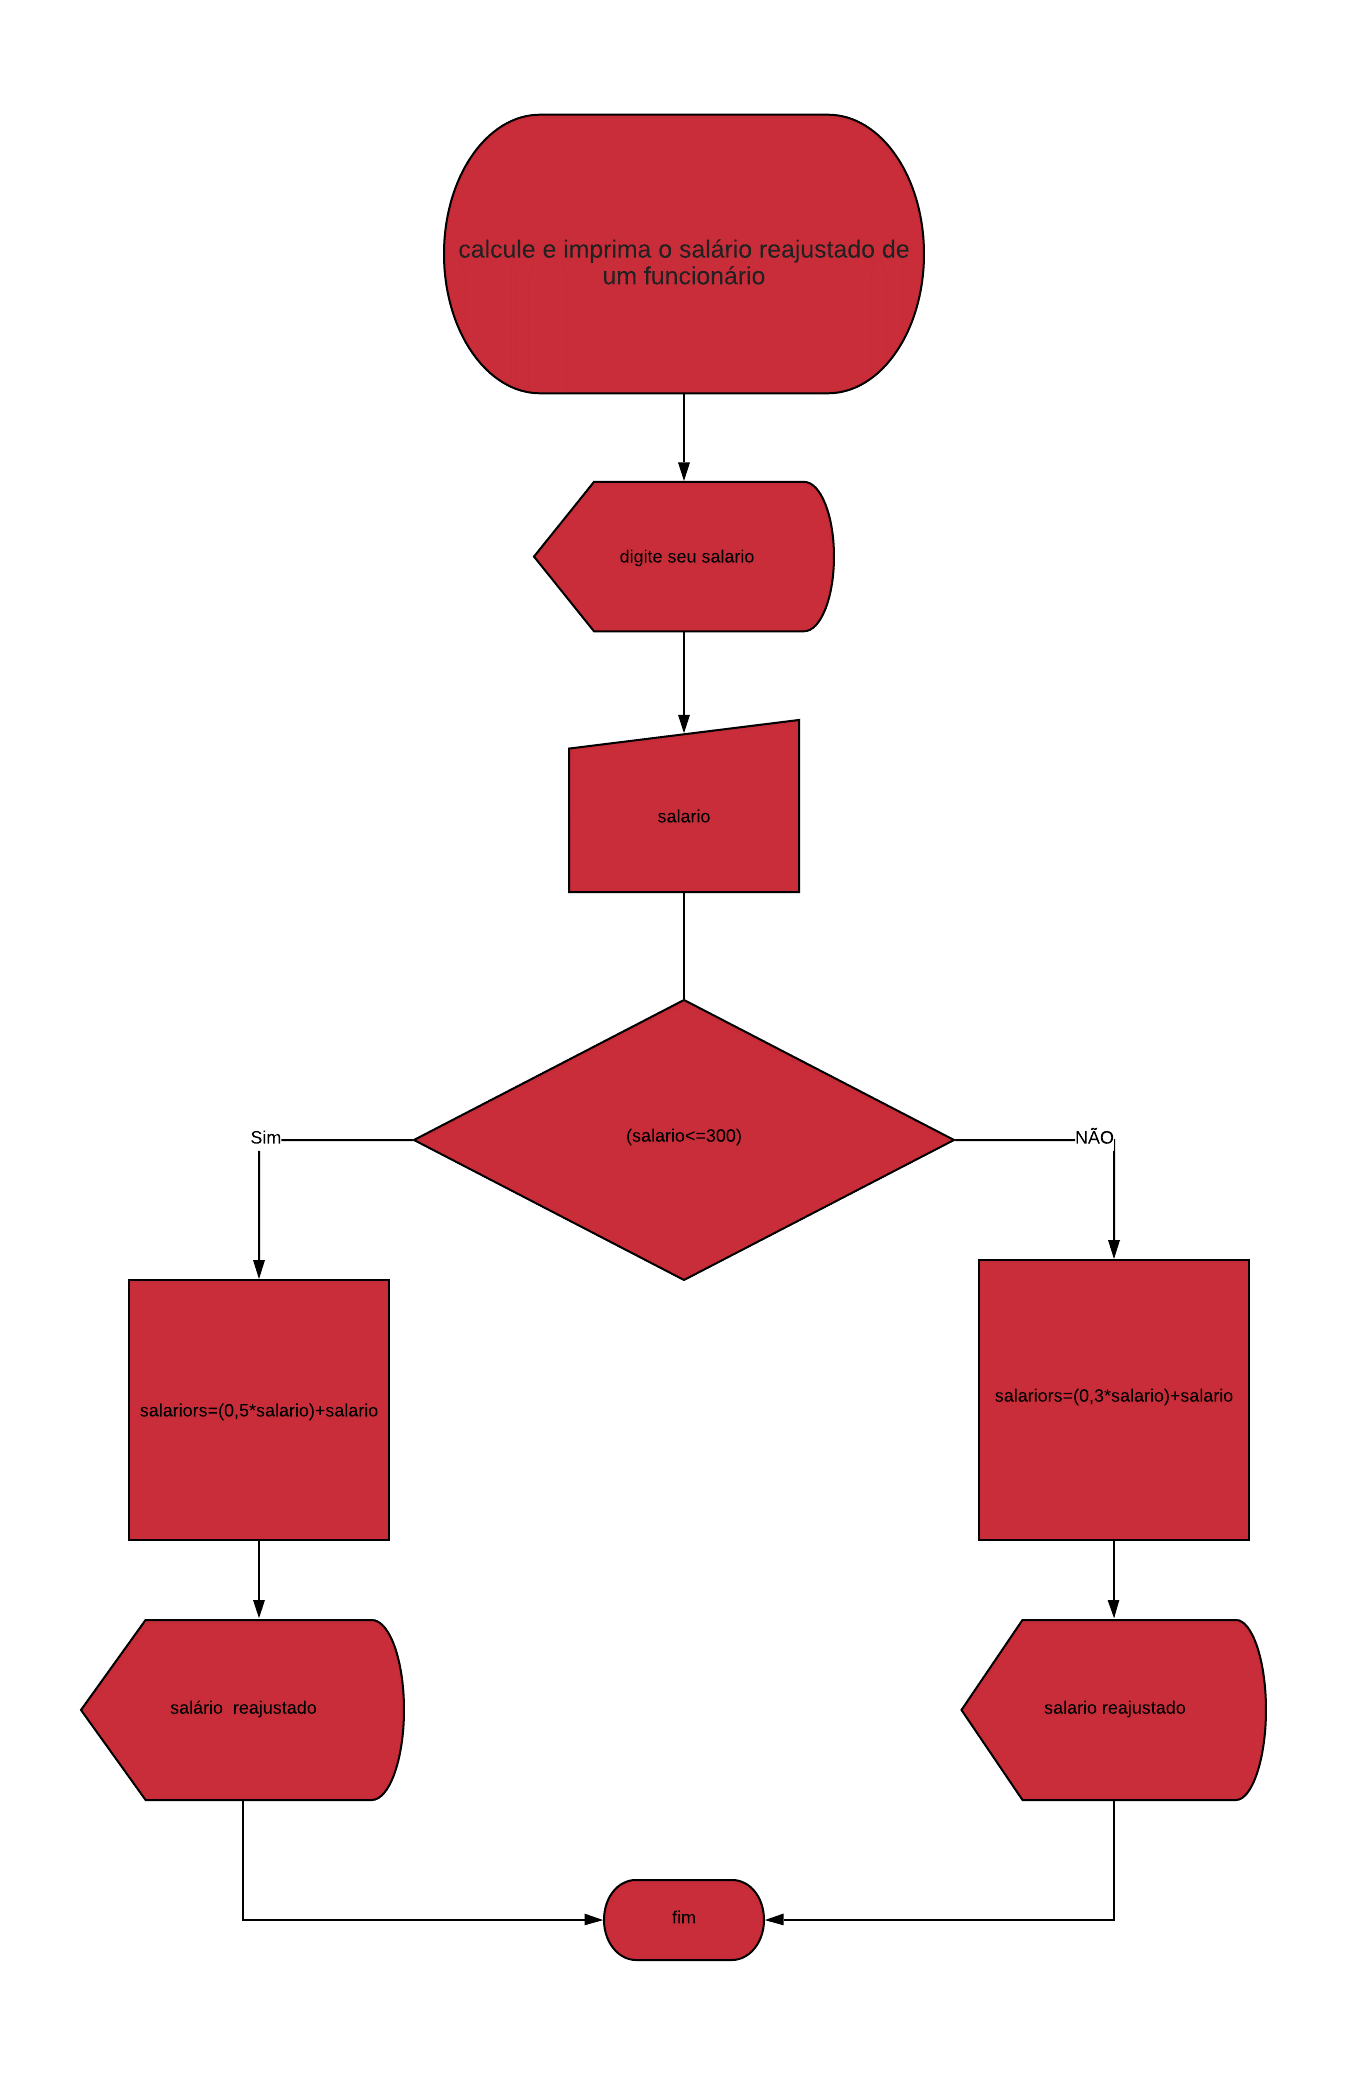 calcule e imprima o salário reajustado de
um funcionário
digite seu salario
salario
(salario<=300)
Sim
NÃO
salariors=(0,5*salario)+salario
salariors=(0,3*salario)+salario
salário  reajustado
salario reajustado
fim